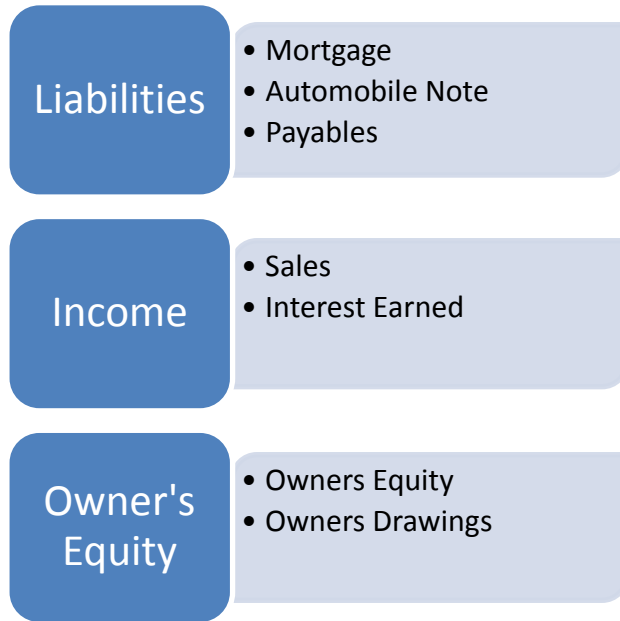 Liabilities
• Mortgage
• Automobile Note
• Payables
Income
• Sales
• Interest Earned
Owner's
Equity
• Owners Equity
• Owners Drawings